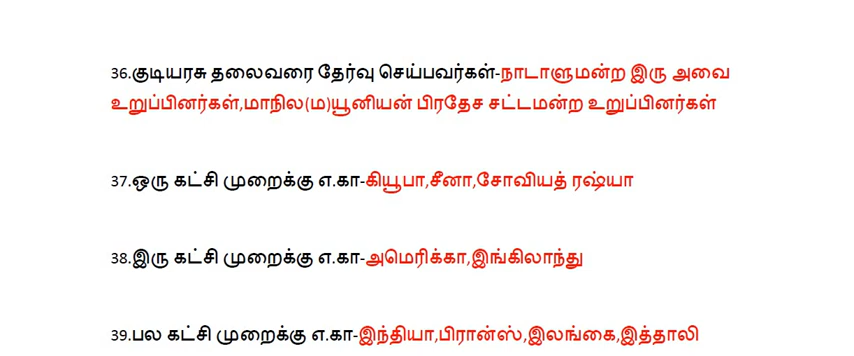 36.குடியரசு தலைவரை தேர்வு செய்பவர்கள்-நாடாளுமன்ற இரு அவை
உறுப்பினர்கள்,மாநில(ம)யூனியன் பிரதேச சட்டமன்ற உறுப்பினர்கள்
37.ஒரு கட்சி முறைக்கு எ.கா-கியூபா,சீனா,சோவியத் ரஷ்யா
38.இரு கட்சி முறைக்கு எ.கா-அமெரிக்கா,இங்கிலாந்து
39.பல கட்சி முறைக்கு எ.கா-இந்தியா,பிரான்ஸ்,இலங்கை,இத்தாலி